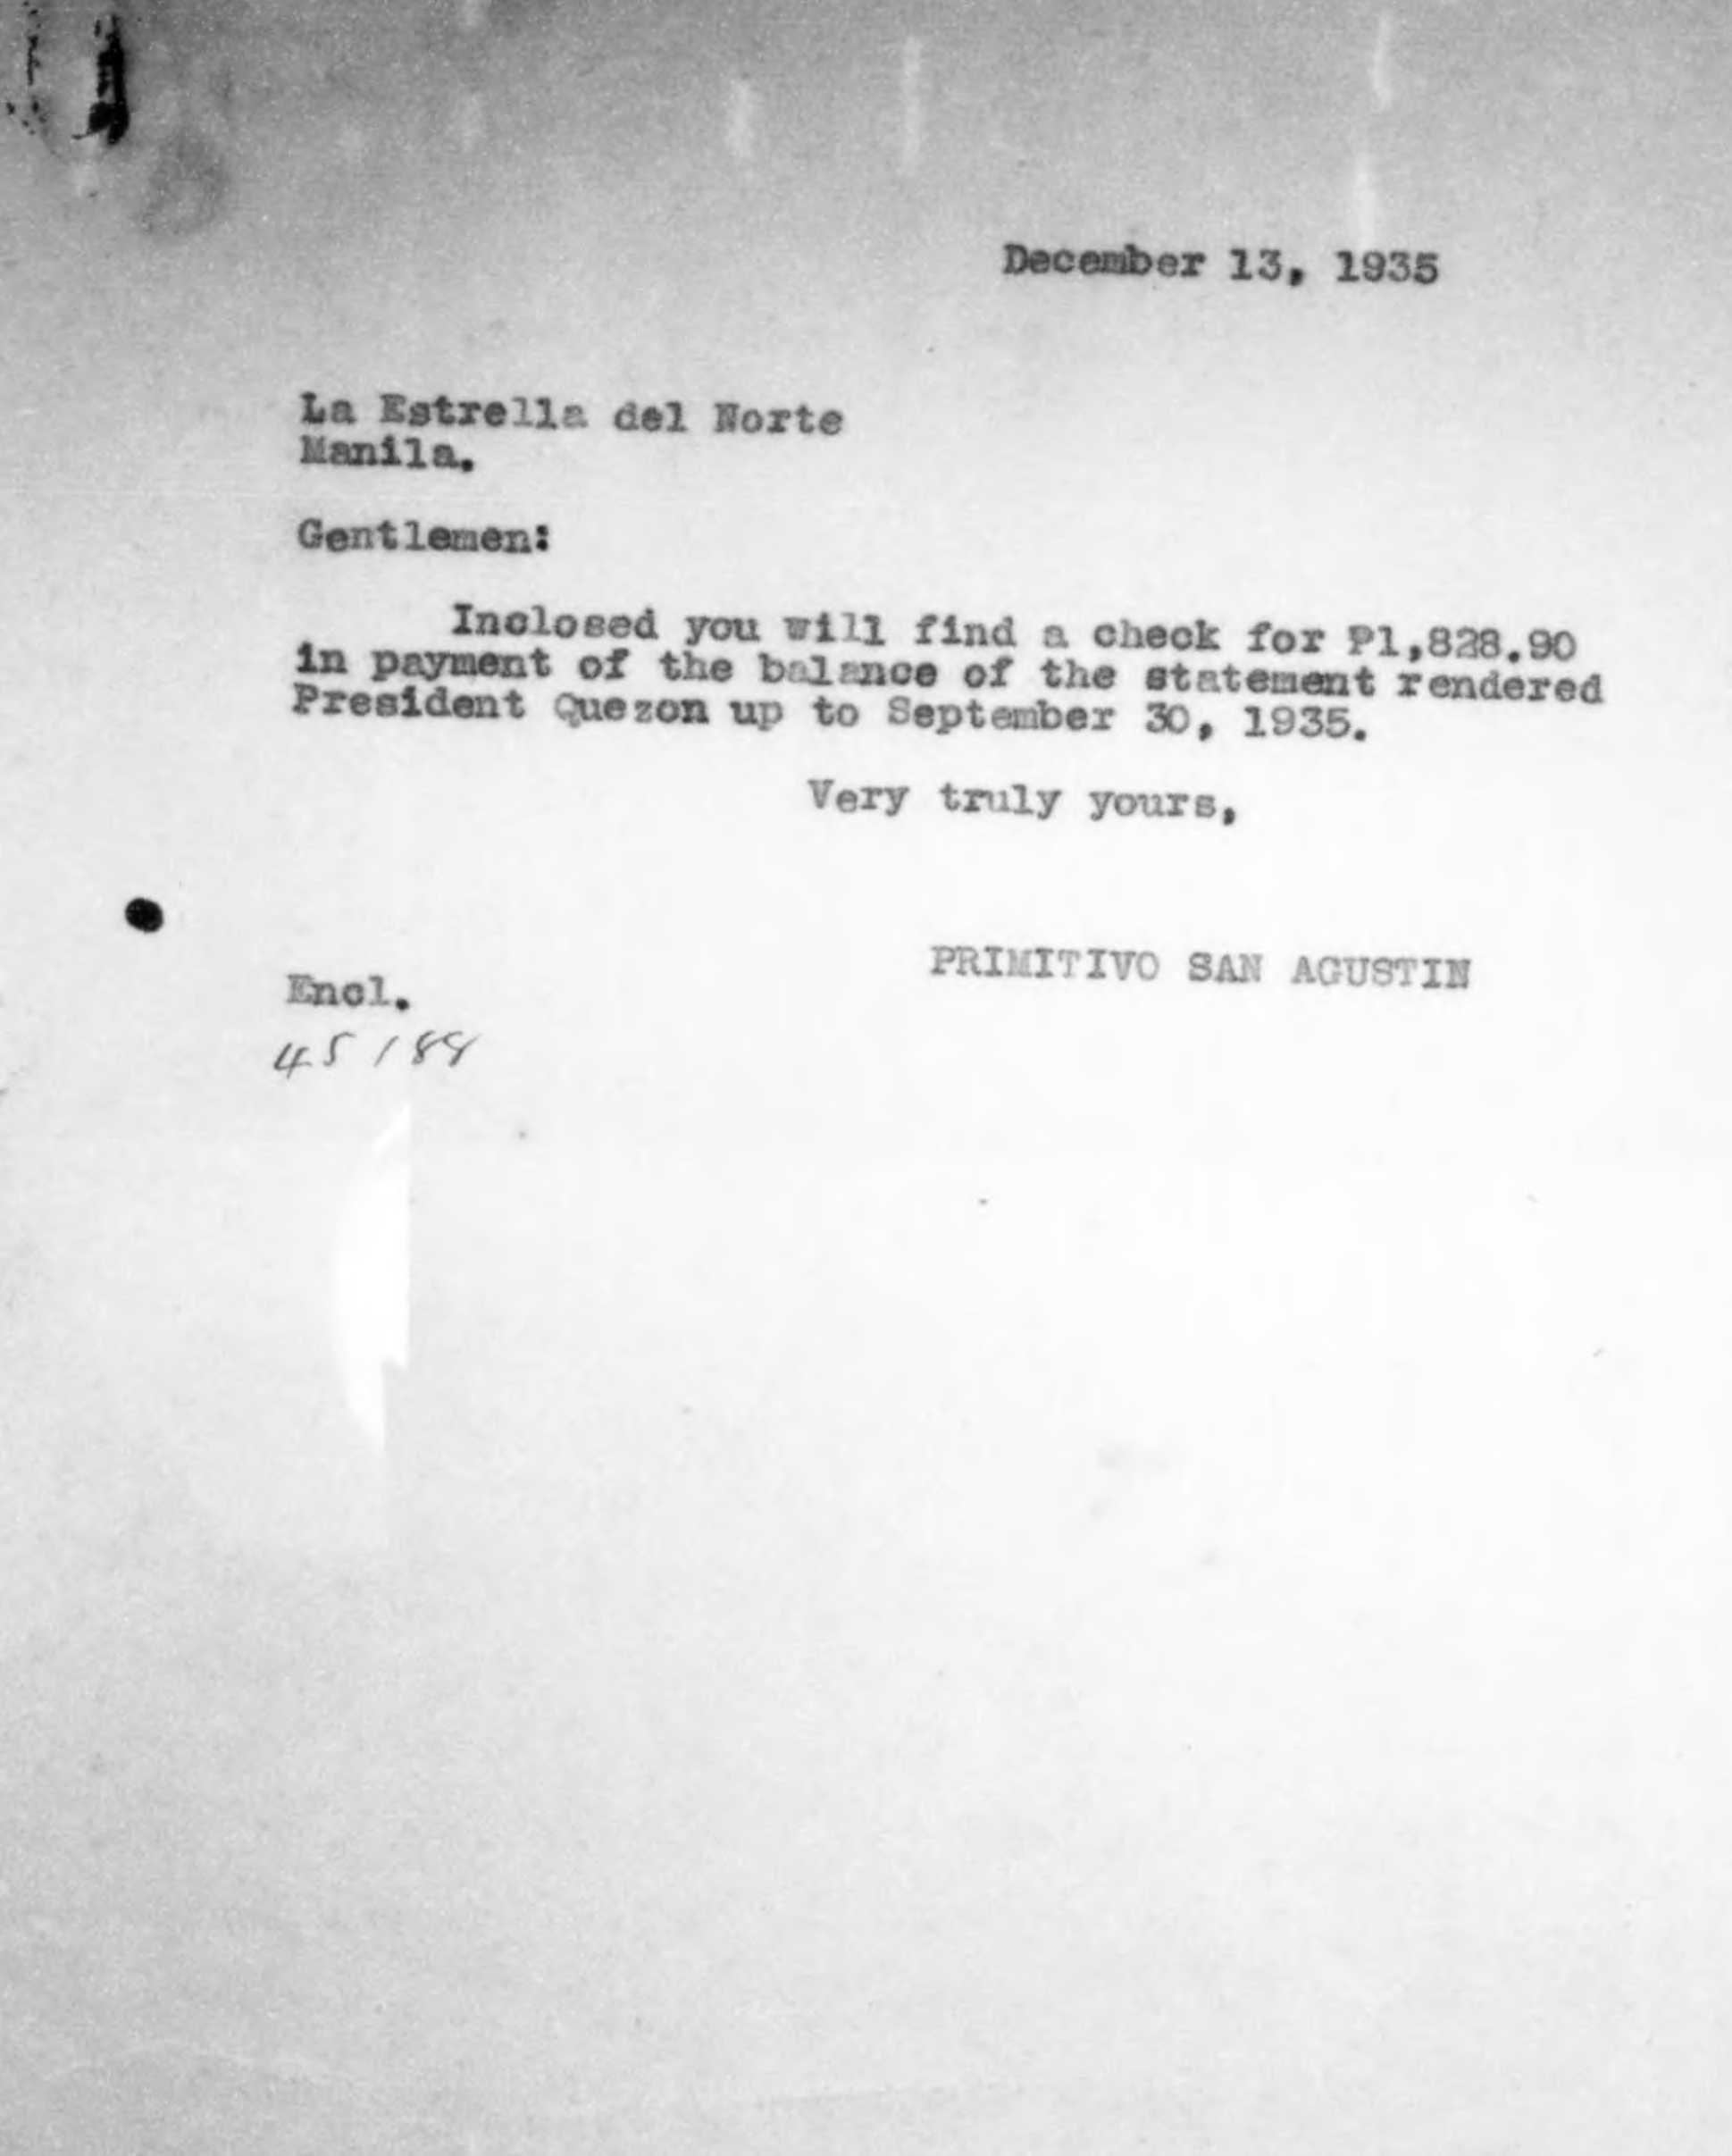 December 13, 1935
La Estrella del Norte
Manila.
Gentlemen:
Inclosed you will find a check for ₱1,828.90
in payment of the balance of the statement rendered
President Quezon up to September 30, 1935.
Very truly yours,
PRIMITIVO SAN AGUSTIN
Encl.
45188